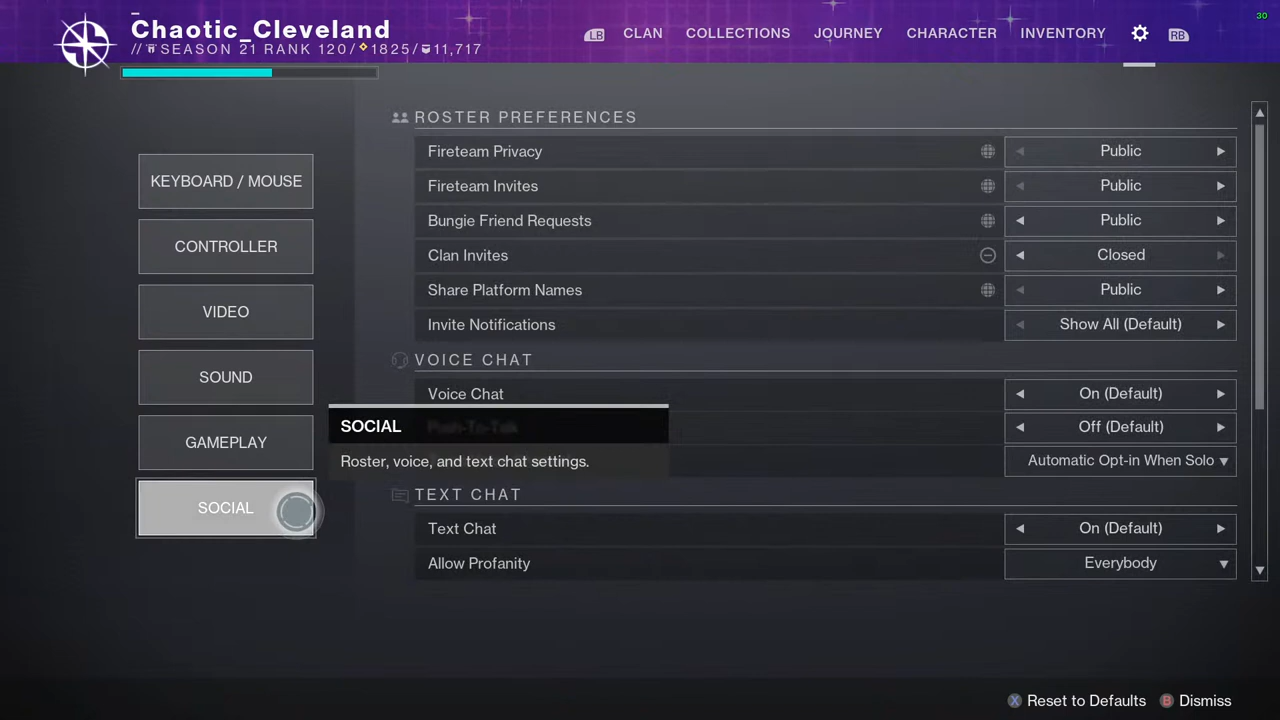 30
Chaotic_Cleveland
// SEASON 21 RANK 120/ 1825/ 11,717
LB CLAN COLLECTIONS JOURNEY CHARACTER INVENTORY RB
KEYBOARD / MOUSE
CONTROLLER
VIDEO
SOUND
GAMEPLAY
SOCIAL
ROSTER PREFERENCES
Fireteam Privacy Public
Fireteam Invites Public
Bungie Friend Requests Public
Clan Invites Closed
Share Platform Names Public
Invite Notifications Show All (Default)
VOICE CHAT
Voice Chat On (Default)
SOCIAL
Push-To-Talk Off (Default)
Roster, voice, and text chat settings.
Automatic Opt-in When Solo
TEXT CHAT
Text Chat On (Default)
Allow Profanity Everybody
X Reset to Defaults B Dismiss